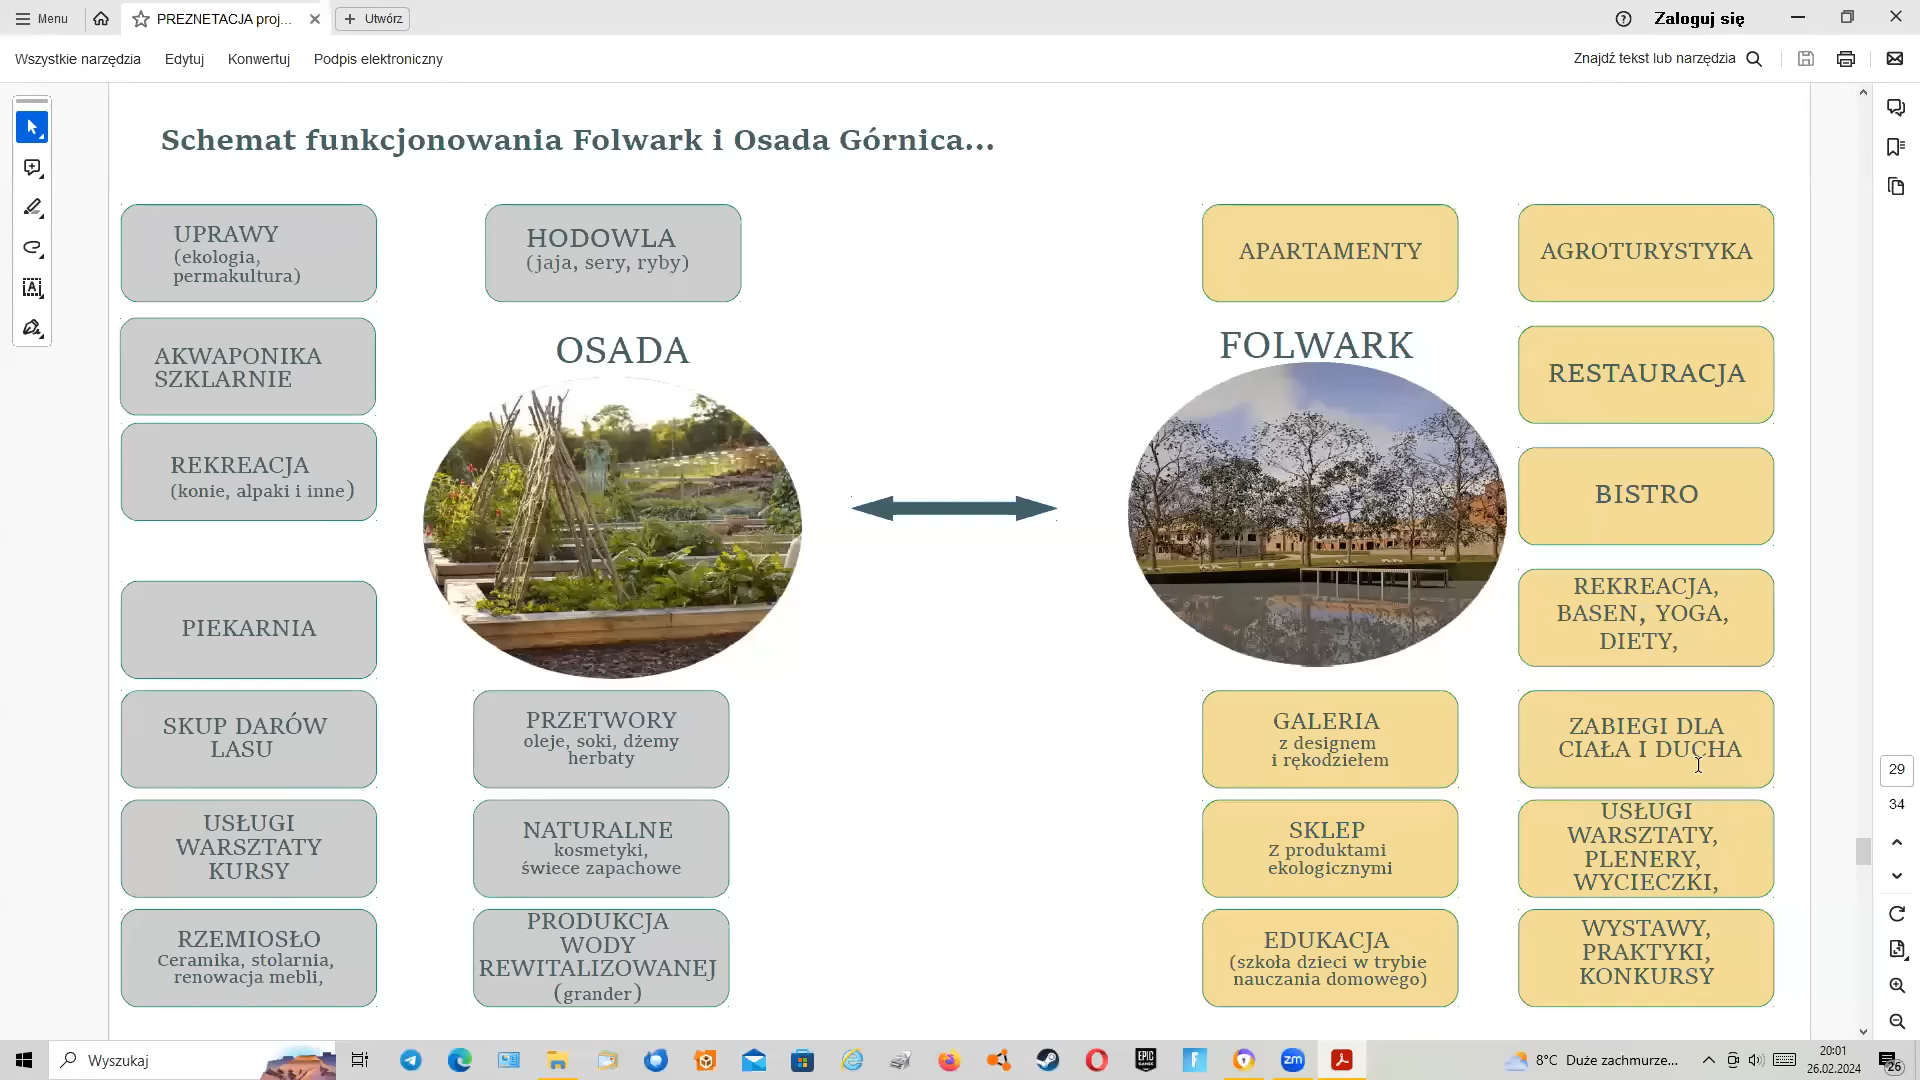 Menu
PREZNETACJA proj...
Utwórz
Zaloguj się
Wszystkie narzędzia
Edytuj
Konwertuj
Podpis elektroniczny
Znajdź tekst lub narzędzia
Schemat funkcjonowania Folwark i Osada Górnica...
UPRAWY
(ekologia,
permakultura)
HODOWLA
(jaja, sery, ryby)
APARTAMENTY
AGROTURYSTYKA
AKWAPONIKA
SZKLARNIE
OSADA
FOLWARK
RESTAURACJA
REKREACJA
(konie, alpaki i inne)
BISTRO
PIEKARNIA
REKREACJA,
BASEN, YOGA,
DIETY,
SKUP DARÓW
LASU
PRZETWORY
oleje, soki, dżemy
herbaty
GALERIA
z designem
i rękodziełem
ZABIEGI DLA
CIAŁA I DUCHA
USŁUGI
WARSZTATY
KURSY
NATURALNE
kosmetyki,
świece zapachowe
SKLEP
Z produktami
ekologicznymi
USŁUGI
WARSZTATY,
PLENERY,
WYCIECZKI,
RZEMIOSŁO
Ceramika, stolarnia,
renowacja mebli,
PRODUKCJA
WODY
REWITALIZOWANEJ
(grander)
EDUKACJA
(szkoła dzieci w trybie
nauczania domowego)
WYSTAWY,
PRAKTYKI,
KONKURSY
29
34
Wyszukaj
EPIC GAMES
zm
8°C Duże zachmurze...
20:01
26.02.2024
26